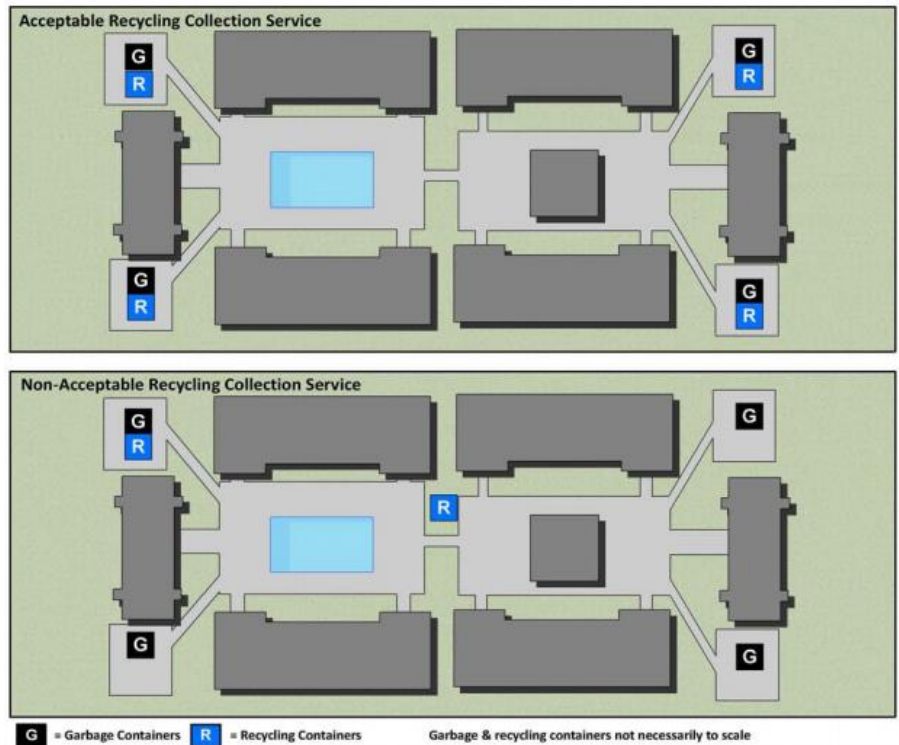 Acceptable Recycling Collection Service
G
R
G
R
G
R
G
R
Non-Acceptable Recycling Collection Service
G
R
G
R
G
G
G = Garbage Containers R = Recycling Containers Garbage & recycling containers not necessarily to scale